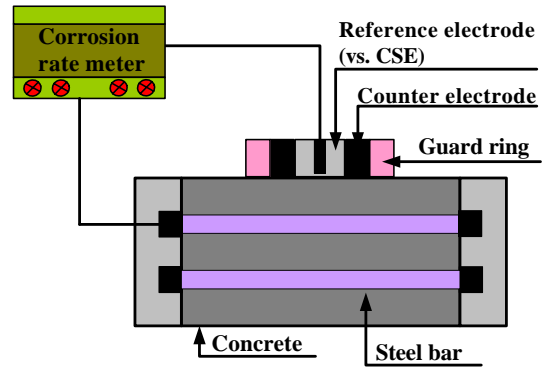 Corrosion
rate meter
Reference electrode
(vs. CSE)
Counter electrode
Guard ring
Concrete
Steel bar